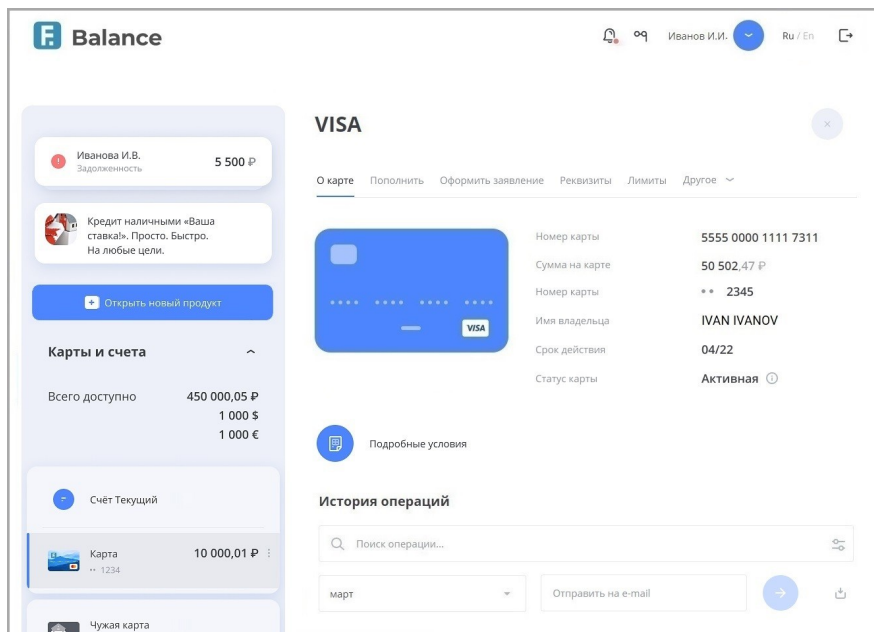 F. Balance
Иванов И.И.
Ru / En
Иванова И.В.
Задолженность
5 500 ₽
Кредит наличными «Ваша
ставка!». Просто. Быстро.
На любые цели.
Открыть новый продукт
Карты и счета
Всего доступно 450 000,05 ₽
1 000 $
1 000 €
Счёт Текущий
Карта 10 000,01 ₽
•• 1234
Чужая карта
VISA
О карте Пополнить Оформить заявление Реквизиты Лимиты Другое
VISA
Номер карты 5555 0000 1111 7311
Сумма на карте 50 502,47 ₽
Номер карты •• 2345
Имя владельца IVAN IVANOV
Срок действия 04/22
Статус карты Активная
Подробные условия
История операций
Поиск операции...
март
Отправить на e-mail